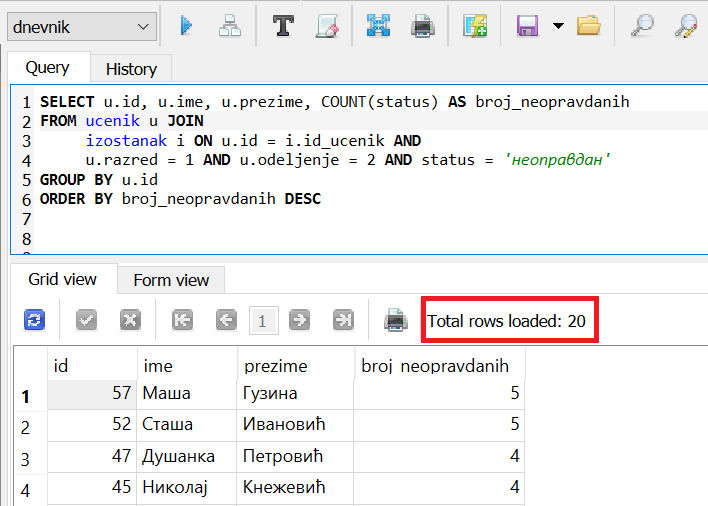 dnevnik
Query History
1 SELECT u.id, u.ime, u.prezime, COUNT(status) AS broj_neopravdanih
2 FROM ucenik u JOIN
3 izostanak i ON u.id = i.id_ucenik AND
4 u.razred = 1 AND u.odeljenje = 2 AND status = 'неоправдан'
5 GROUP BY u.id
6 ORDER BY broj_neopravdanih DESC
7
8
Grid view Form view
1 Total rows loaded: 20
id ime prezime broj_neopravdanih
1 57 Маша Гузина 5
2 52 Сташа Ивановић 5
3 47 Душанка Петровић 4
4 45 Николај Кнежевић 4